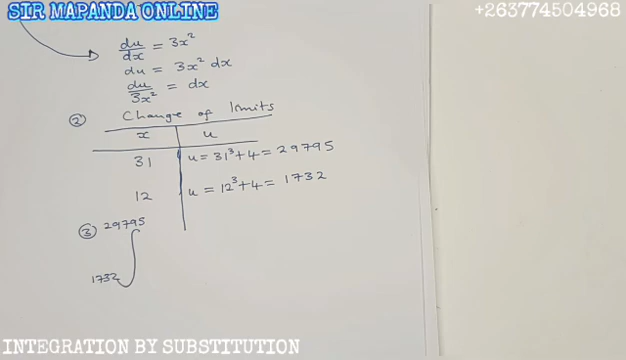 SIR MAPANDA ONLINE
+263774504968
du/dx = 3x²
du = 3x² dx
du/3x² = dx
② Change of limits
x | u
31 | u = 31³ + 4 = 29795
12 | u = 12³ + 4 = 1732
③ 29795
∫
1732
INTEGRATION BY SUBSTITUTION